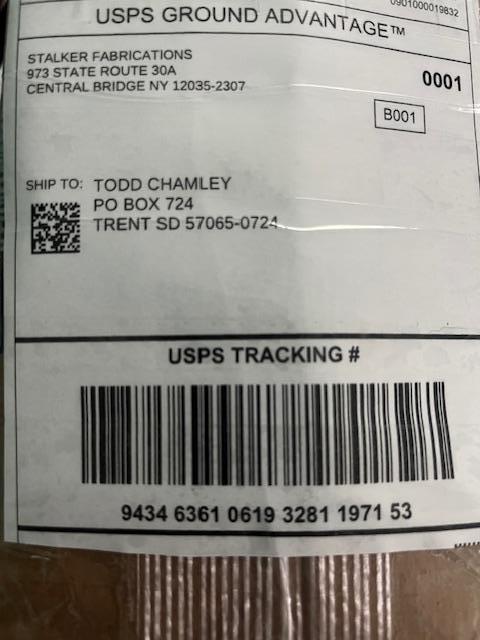 0901000019832
USPS GROUND ADVANTAGE™
STALKER FABRICATIONS
973 STATE ROUTE 30A
CENTRAL BRIDGE NY 12035-2307
0001
B001
SHIP TO: TODD CHAMLEY
PO BOX 724
TRENT SD 57065-0724
USPS TRACKING #
9434 6361 0619 3281 1971 53